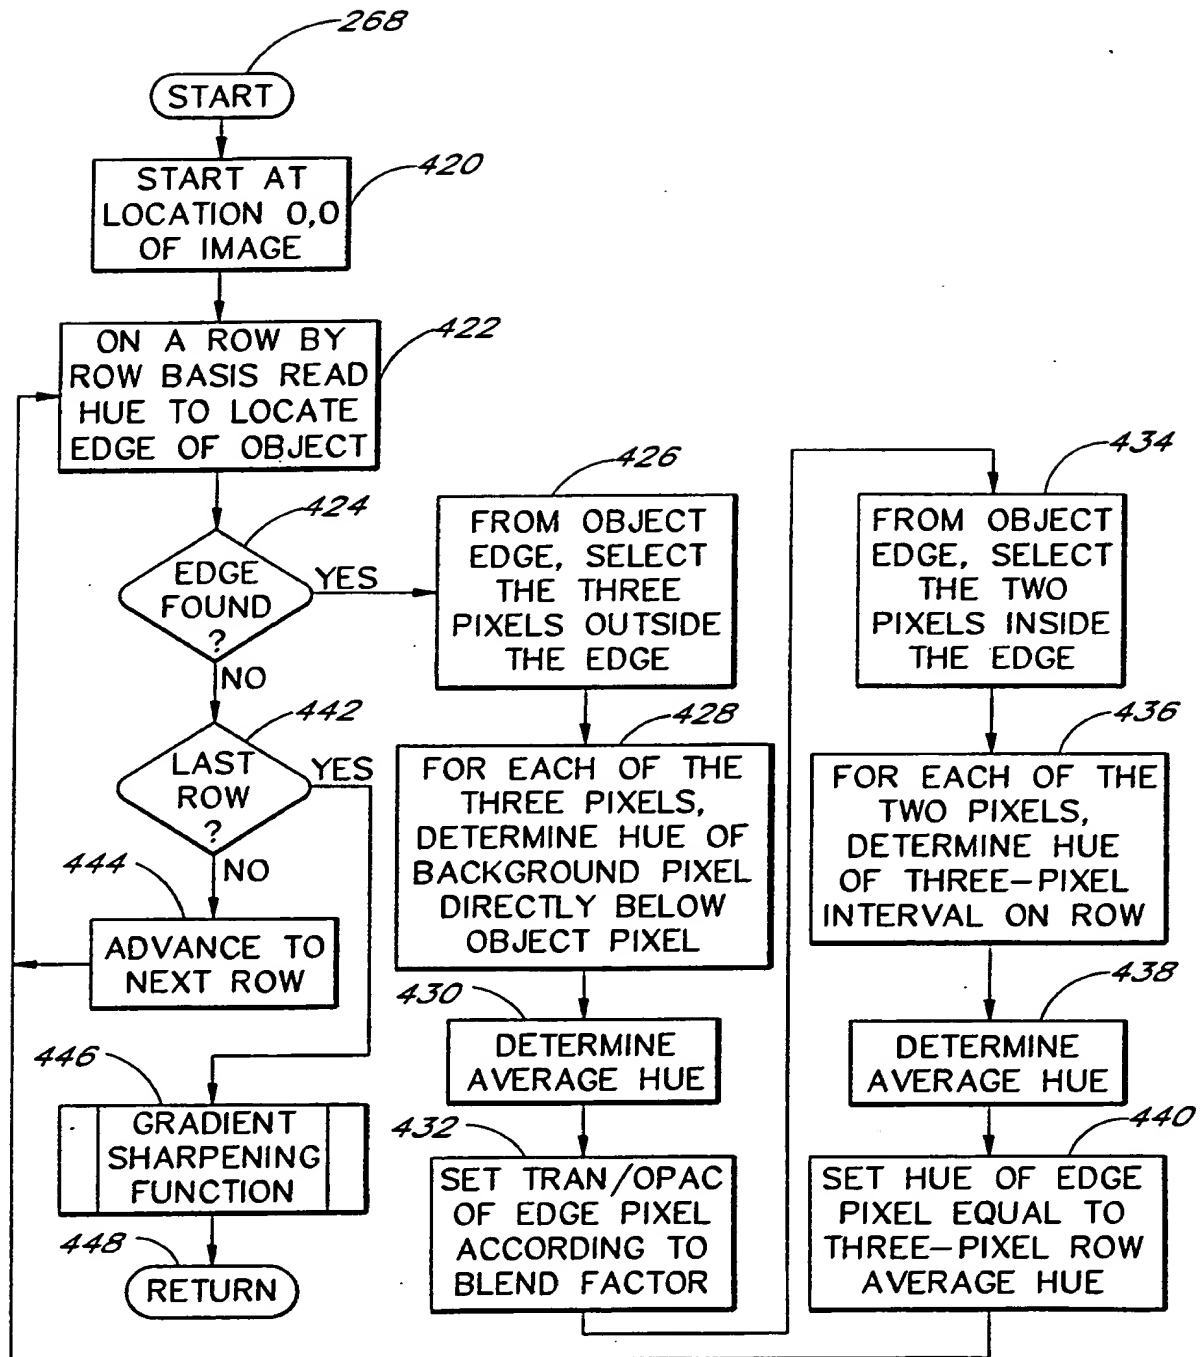 268
START
420
START AT
LOCATION 0,0
OF IMAGE
422
ON A ROW BY
ROW BASIS READ
HUE TO LOCATE
EDGE OF OBJECT
424
EDGE
FOUND
?
YES
NO
442
LAST
ROW
?
YES
NO
444
ADVANCE TO
NEXT ROW
446
GRADIENT
SHARPENING
FUNCTION
448
RETURN
426
FROM OBJECT
EDGE, SELECT
THE THREE
PIXELS OUTSIDE
THE EDGE
428
FOR EACH OF THE
THREE PIXELS,
DETERMINE HUE OF
BACKGROUND PIXEL
DIRECTLY BELOW
OBJECT PIXEL
430
DETERMINE
AVERAGE HUE
432
SET TRAN/OPAC
OF EDGE PIXEL
ACCORDING TO
BLEND FACTOR
434
FROM OBJECT
EDGE, SELECT
THE TWO
PIXELS INSIDE
THE EDGE
436
FOR EACH OF THE
TWO PIXELS,
DETERMINE HUE
OF THREE-PIXEL
INTERVAL ON ROW
438
DETERMINE
AVERAGE HUE
440
SET HUE OF EDGE
PIXEL EQUAL TO
THREE-PIXEL ROW
AVERAGE HUE